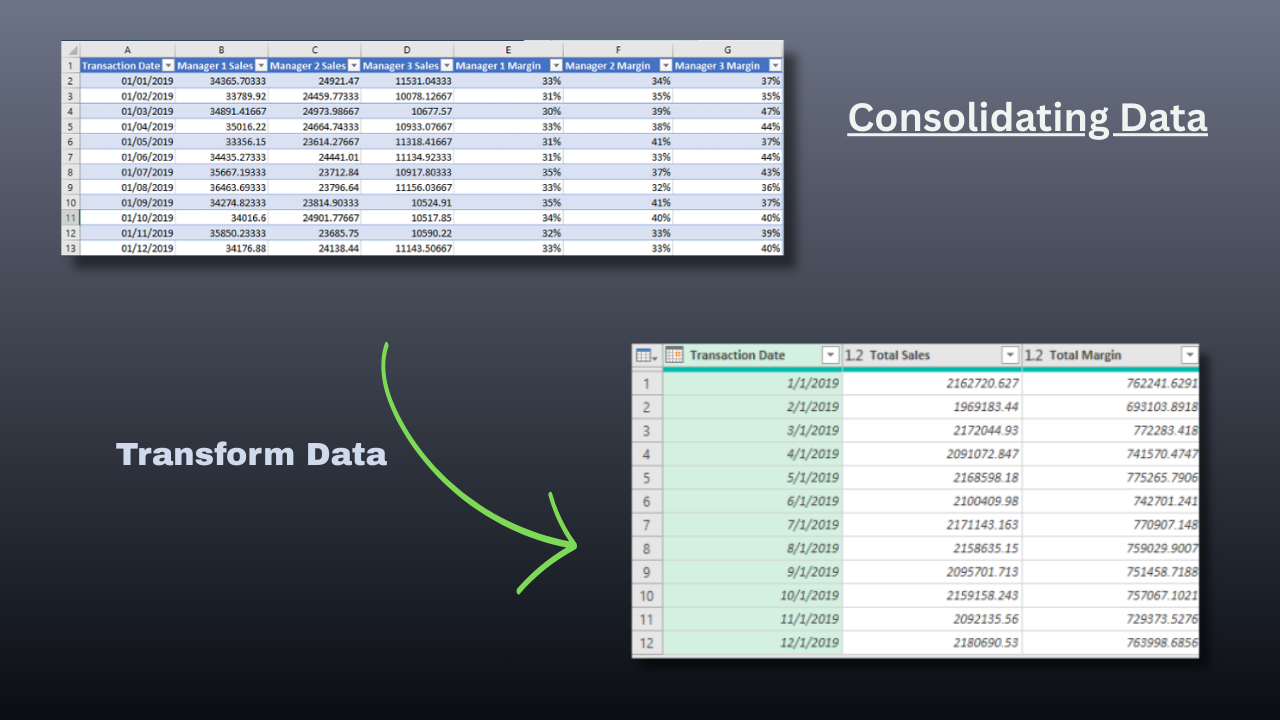 A B C D E F G
1 Transaction Date Manager 1 Sales Manager 2 Sales Manager 3 Sales Manager 1 Margin Manager 2 Margin Manager 3 Margin
2 01/01/2019 34365.70333 24921.47 11531.04333 33% 34% 37%
3 01/02/2019 33789.92 24459.77333 10078.12667 31% 35% 35%
4 01/03/2019 34891.41667 24973.98667 10677.57 30% 39% 47%
5 01/04/2019 35016.22 24664.74333 10933.07667 33% 38% 44%
6 01/05/2019 33356.15 23614.27667 11318.41667 31% 41% 37%
7 01/06/2019 34435.27333 24441.01 11134.92333 31% 33% 44%
8 01/07/2019 35667.19333 23712.84 10917.80333 35% 37% 43%
9 01/08/2019 36463.69333 23796.64 11156.03667 33% 32% 36%
10 01/09/2019 34274.82333 23814.90333 10524.91 35% 41% 37%
11 01/10/2019 34016.6 24901.77667 10517.85 34% 40% 40%
12 01/11/2019 35850.23333 23685.75 10590.22 32% 33% 39%
13 01/12/2019 34176.88 24138.44 11143.50667 33% 33% 40%
Consolidating Data
Transform Data
Transaction Date 1.2 Total Sales 1.2 Total Margin
1 1/1/2019 2162720.627 762241.6291
2 2/1/2019 1969183.44 693103.8918
3 3/1/2019 2172044.93 772283.418
4 4/1/2019 2091072.847 741570.4747
5 5/1/2019 2168598.18 775265.7906
6 6/1/2019 2100409.98 742701.241
7 7/1/2019 2171143.163 770907.148
8 8/1/2019 2158635.15 759029.9007
9 9/1/2019 2095701.713 751458.7188
10 10/1/2019 2159158.243 757067.1021
11 11/1/2019 2092135.56 729373.5276
12 12/1/2019 2180690.53 763998.6856